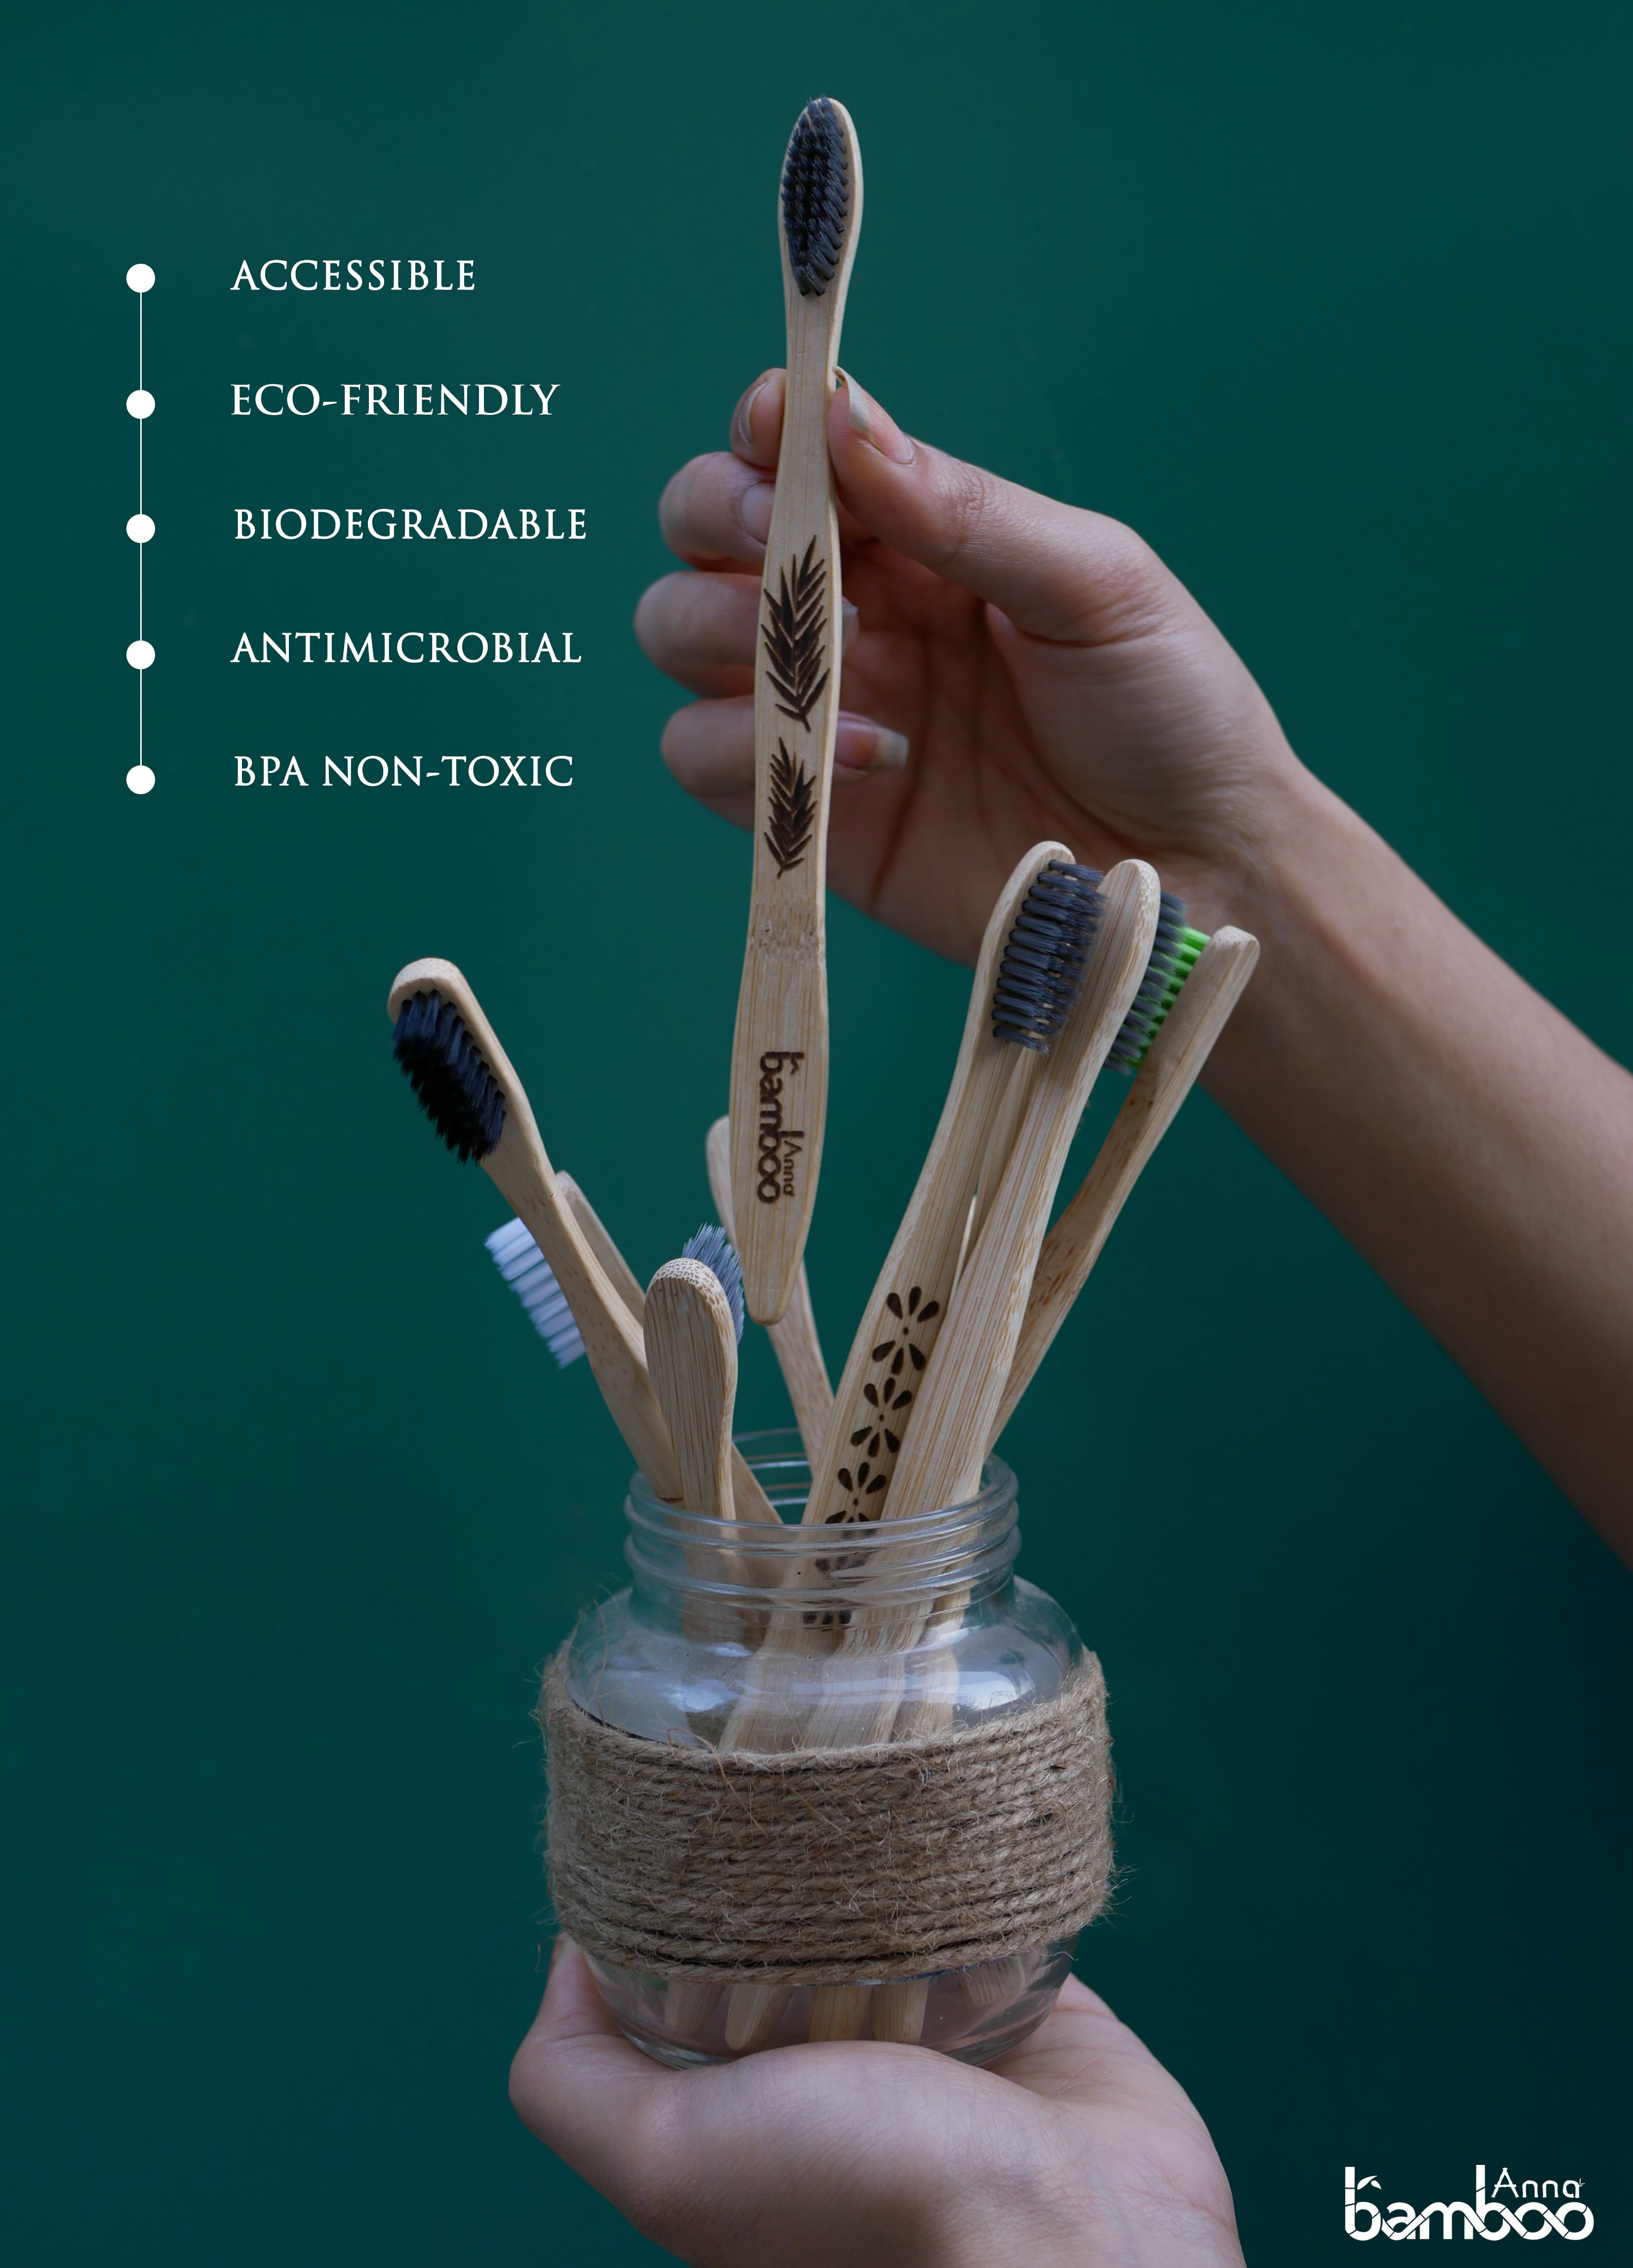 ACCESSIBLE
ECO-FRIENDLY
BIODEGRADABLE
ANTIMICROBIAL
BPA NON-TOXIC
Anna
bamboo
Anna
bamboo